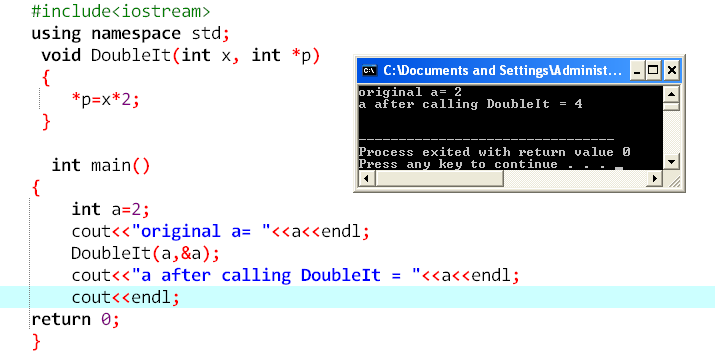 #include<iostream>
using namespace std;
void DoubleIt(int x, int *p)
{
*p=x*2;
}
int main()
{
int a=2;
cout<<"original a= "<<a<<endl;
DoubleIt(a,&a);
cout<<"a after calling DoubleIt = "<<a<<endl;
cout<<endl;
return 0;
}
C:\Documents and Settings\Administ...
original a= 2
a after calling DoubleIt = 4
--------------------------------
Process exited with return value 0
Press any key to continue . . . _